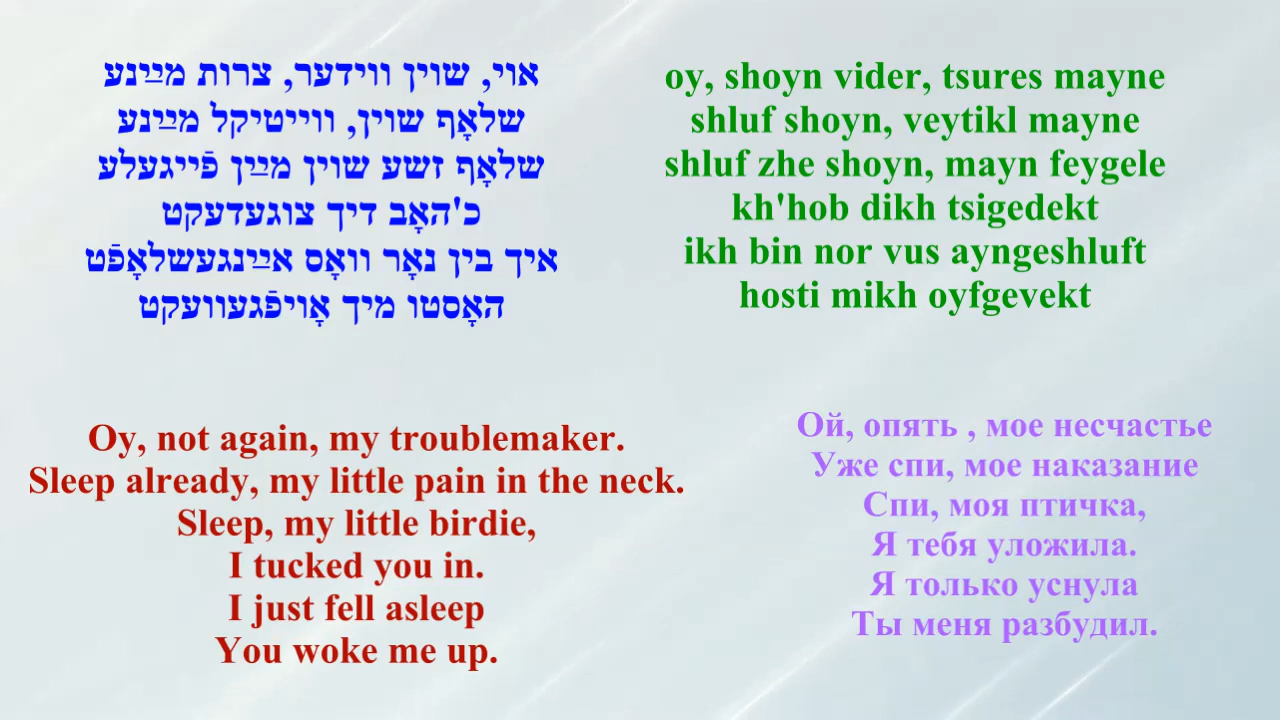 אוי, שוין ווידער, צרות מײַנע
שלאָף שוין, ווייטיקל מײַנע
שלאָף זשע שוין מײַן פֿייגעלע
כ'האָב דיך צוגעדעקט
איך בין נאָר וואָס אײַנגעשלאָפֿט
האָסטו מיך אָויפֿגעוועקט
oy, shoyn vider, tsures mayne
shluf shoyn, veytikl mayne
shluf zhe shoyn, mayn feygele
kh'hob dikh tsigedekt
ikh bin nor vus ayngeshluft
hosti mikh oyfgevekt
Oy, not again, my troublemaker.
Sleep already, my little pain in the neck.
Sleep, my little birdie,
I tucked you in.
I just fell asleep
You woke me up.
Ой, опять , мое несчастье
Уже спи, мое наказание
Спи, моя птичка,
Я тебя уложила.
Я только уснула
Ты меня разбудил.